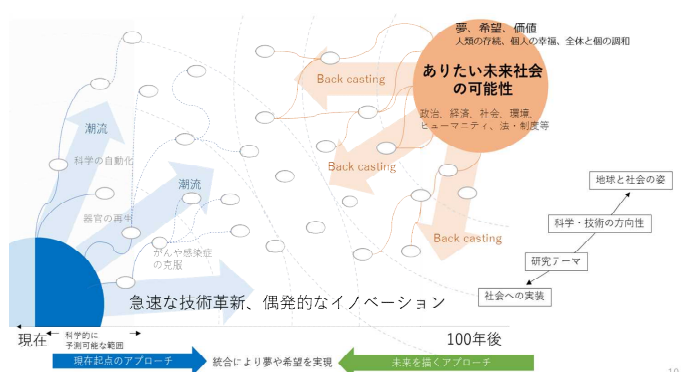 夢、希望、価値
人類の存続、個人の幸福、全体と個の調和
ありたい未来社会
の可能性
政治、経済、社会、環境、
ヒューマニティ、法・制度等
Back casting
Back casting
Back casting
潮流
科学の自動化
潮流
器官の再生
がんや感染症
の克服
急速な技術革新、偶発的なイノベーション
地球と社会の姿
科学・技術の方向性
研究テーマ
社会への実装
現在
科学的に
予測可能な範囲
100年後
現在起点のアプローチ
統合により夢や希望を実現
未来を描くアプローチ